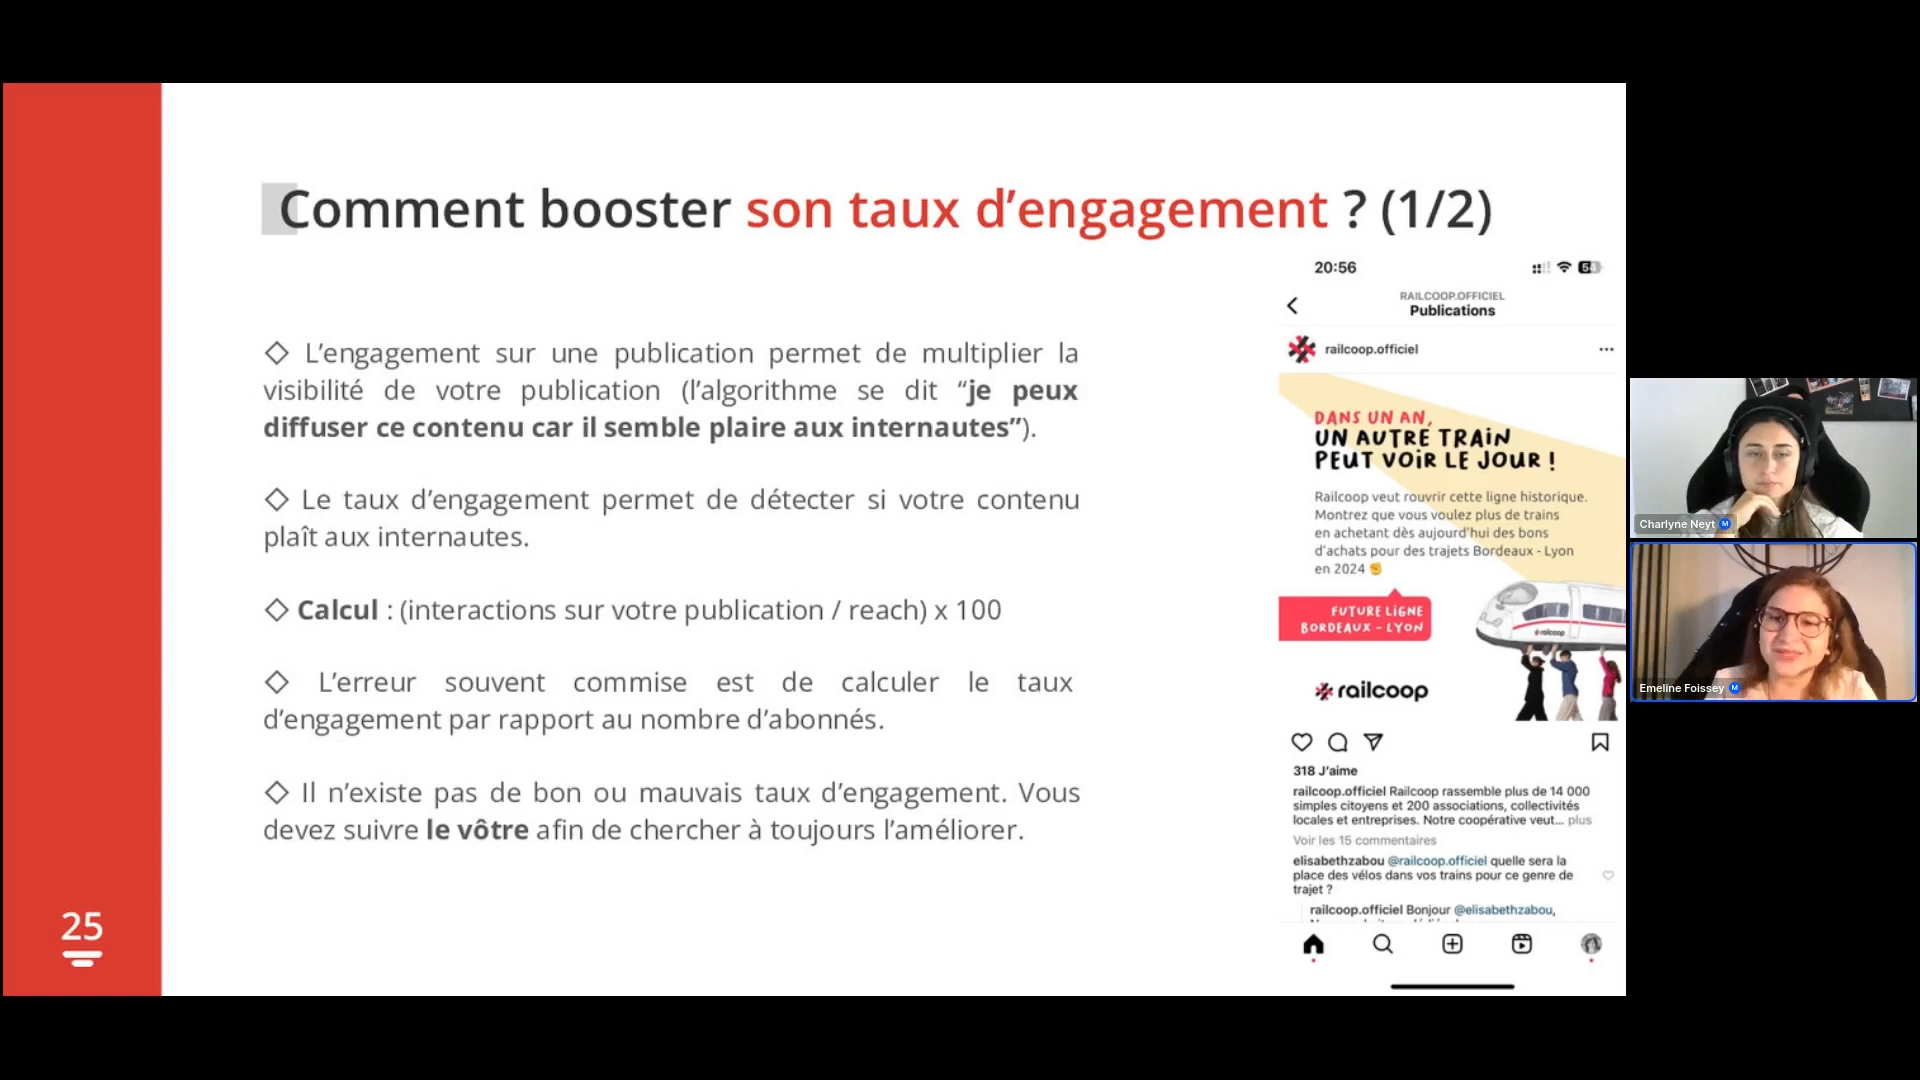 Comment booster son taux d’engagement ? (1/2)
◇ L’engagement sur une publication permet de multiplier la
visibilité de votre publication (l’algorithme se dit “je peux
diffuser ce contenu car il semble plaire aux internautes”).
◇ Le taux d’engagement permet de détecter si votre contenu
plaît aux internautes.
◇ Calcul : (interactions sur votre publication / reach) x 100
◇ L’erreur souvent commise est de calculer le taux
d’engagement par rapport au nombre d’abonnés.
◇ Il n’existe pas de bon ou mauvais taux d’engagement. Vous
devez suivre le vôtre afin de chercher à toujours l’améliorer.
25
20:56
RAILCOOP.OFFICIEL
Publications
railcoop.officiel
DANS UN AN,
UN AUTRE TRAiN
PEUT VOiR LE JOUR !
Railcoop veut rouvrir cette ligne historique.
Montrez que vous voulez plus de trains
en achetant dès aujourd’hui des bons
d’achats pour des trajets Bordeaux - Lyon
en 2024 ✊
FUTURE LiGNE
BORDEAUX - LYON
railcoop
railcoop
318 J’aime
railcoop.officiel Railcoop rassemble plus de 14 000
simples citoyens et 200 associations, collectivités
locales et entreprises. Notre coopérative veut... plus
Voir les 15 commentaires
elisabethzabou @railcoop.officiel quelle sera la
place des vélos dans vos trains pour ce genre de
trajet ?
railcoop.officiel Bonjour @elisabethzabou,
Charlyne Neyt M
Emeline Foissey M